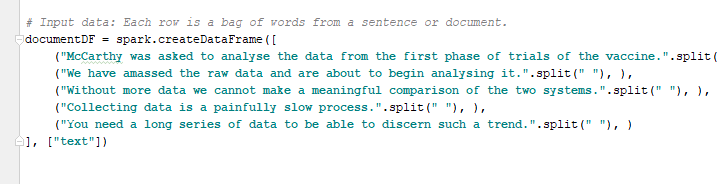 # Input data: Each row is a bag of words from a sentence or document.
documentDF = spark.createDataFrame([
("McCarthy was asked to analyse the data from the first phase of trials of the vaccine.".split(
("We have amassed the raw data and are about to begin analysing it.".split(" "), ),
("Without more data we cannot make a meaningful comparison of the two systems.".split(" "), ),
("Collecting data is a painfully slow process.".split(" "), ),
("You need a long series of data to be able to discern such a trend.".split(" "), )
], ["text"])